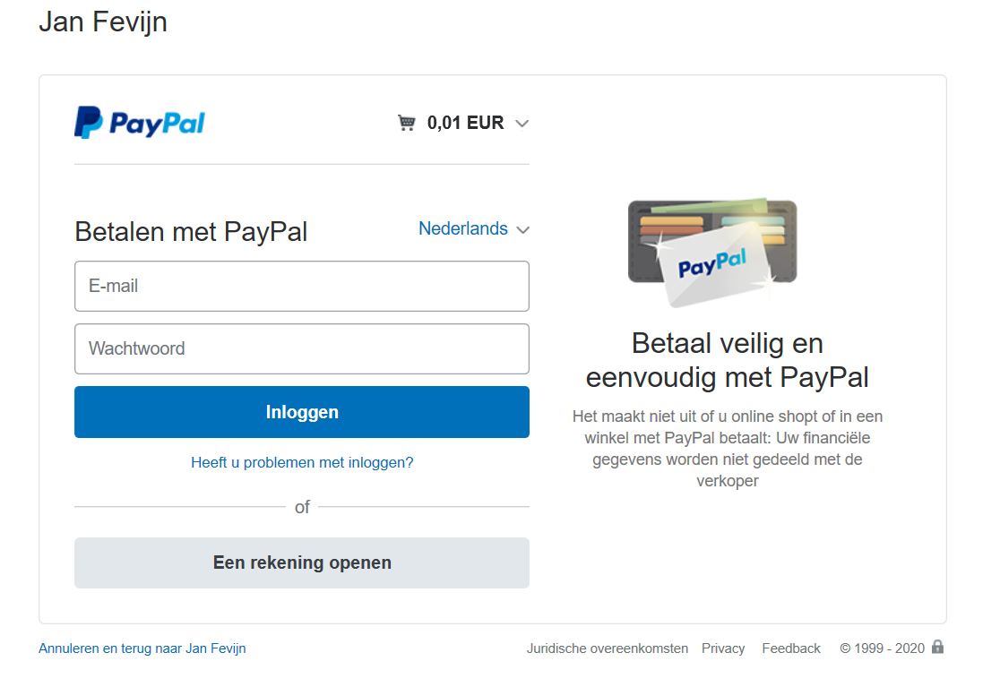 Jan Fevijn
PayPal
0,01 EUR
Betalen met PayPal
Nederlands
E-mail
Wachtwoord
Inloggen
Heeft u problemen met inloggen?
of
Een rekening openen
PayPal
Betaal veilig en
eenvoudig met PayPal
Het maakt niet uit of u online shopt of in een
winkel met PayPal betaalt: Uw financiële
gegevens worden niet gedeeld met de
verkoper
Annuleren en terug naar Jan Fevijn
Juridische overeenkomsten Privacy Feedback © 1999 - 2020